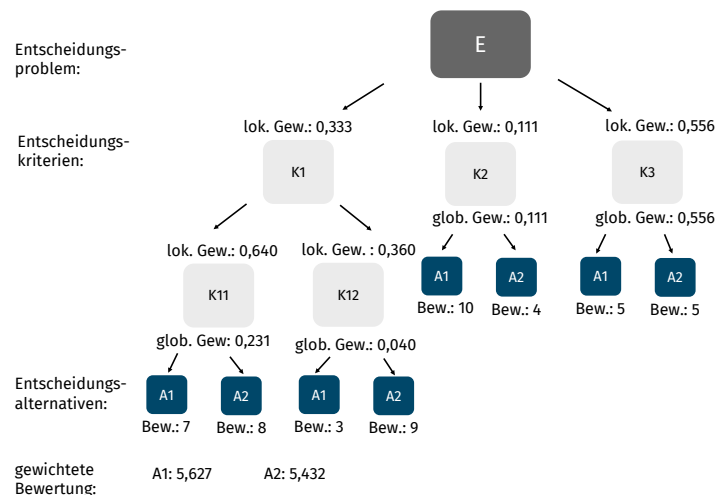 Entscheidungs-
problem:
E
lok. Gew.: 0,333
lok. Gew.: 0,111
lok. Gew.: 0,556
Entscheidungs-
kriterien:
K1
K2
K3
glob. Gew.: 0,111
glob. Gew.: 0,556
lok. Gew.: 0,640
lok. Gew. : 0,360
A1
A2
A1
A2
Bew.: 10
Bew.: 4
Bew.: 5
Bew.: 5
K11
K12
glob. Gew: 0,231
glob. Gew.: 0,040
Entscheidungs-
alternativen:
A1
A2
A1
A2
Bew.: 7
Bew.: 8
Bew.: 3
Bew.: 9
gewichtete
Bewertung:
A1: 5,627
A2: 5,432